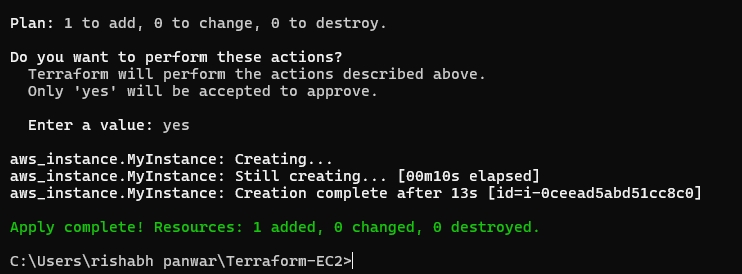 Plan: 1 to add, 0 to change, 0 to destroy.
Do you want to perform these actions?
Terraform will perform the actions described above.
Only 'yes' will be accepted to approve.
Enter a value: yes
aws_instance.MyInstance: Creating...
aws_instance.MyInstance: Still creating... [00m10s elapsed]
aws_instance.MyInstance: Creation complete after 13s [id=i-0ceead5abd51cc8c0]
Apply complete! Resources: 1 added, 0 changed, 0 destroyed.
C:\Users\rishabh panwar\Terraform-EC2>